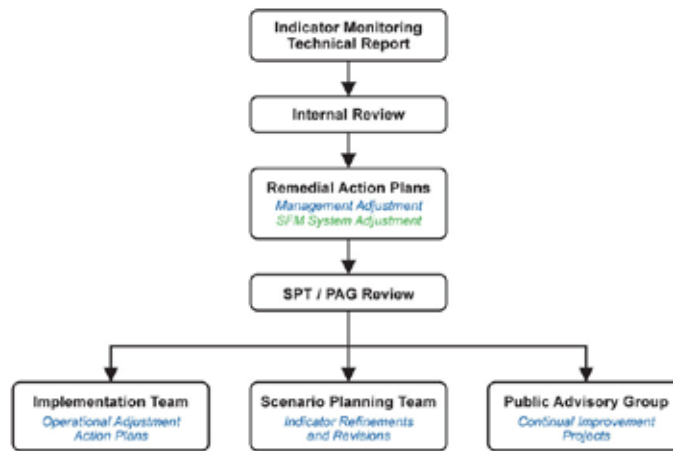 Indicator Monitoring
Technical Report
Internal Review
Remedial Action Plans
Management Adjustment
SFM System Adjustment
SPT / PAG Review
Implementation Team
Operational Adjustment
Action Plans
Scenario Planning Team
Indicator Refinements
and Revisions
Public Advisory Group
Continual Improvement
Projects